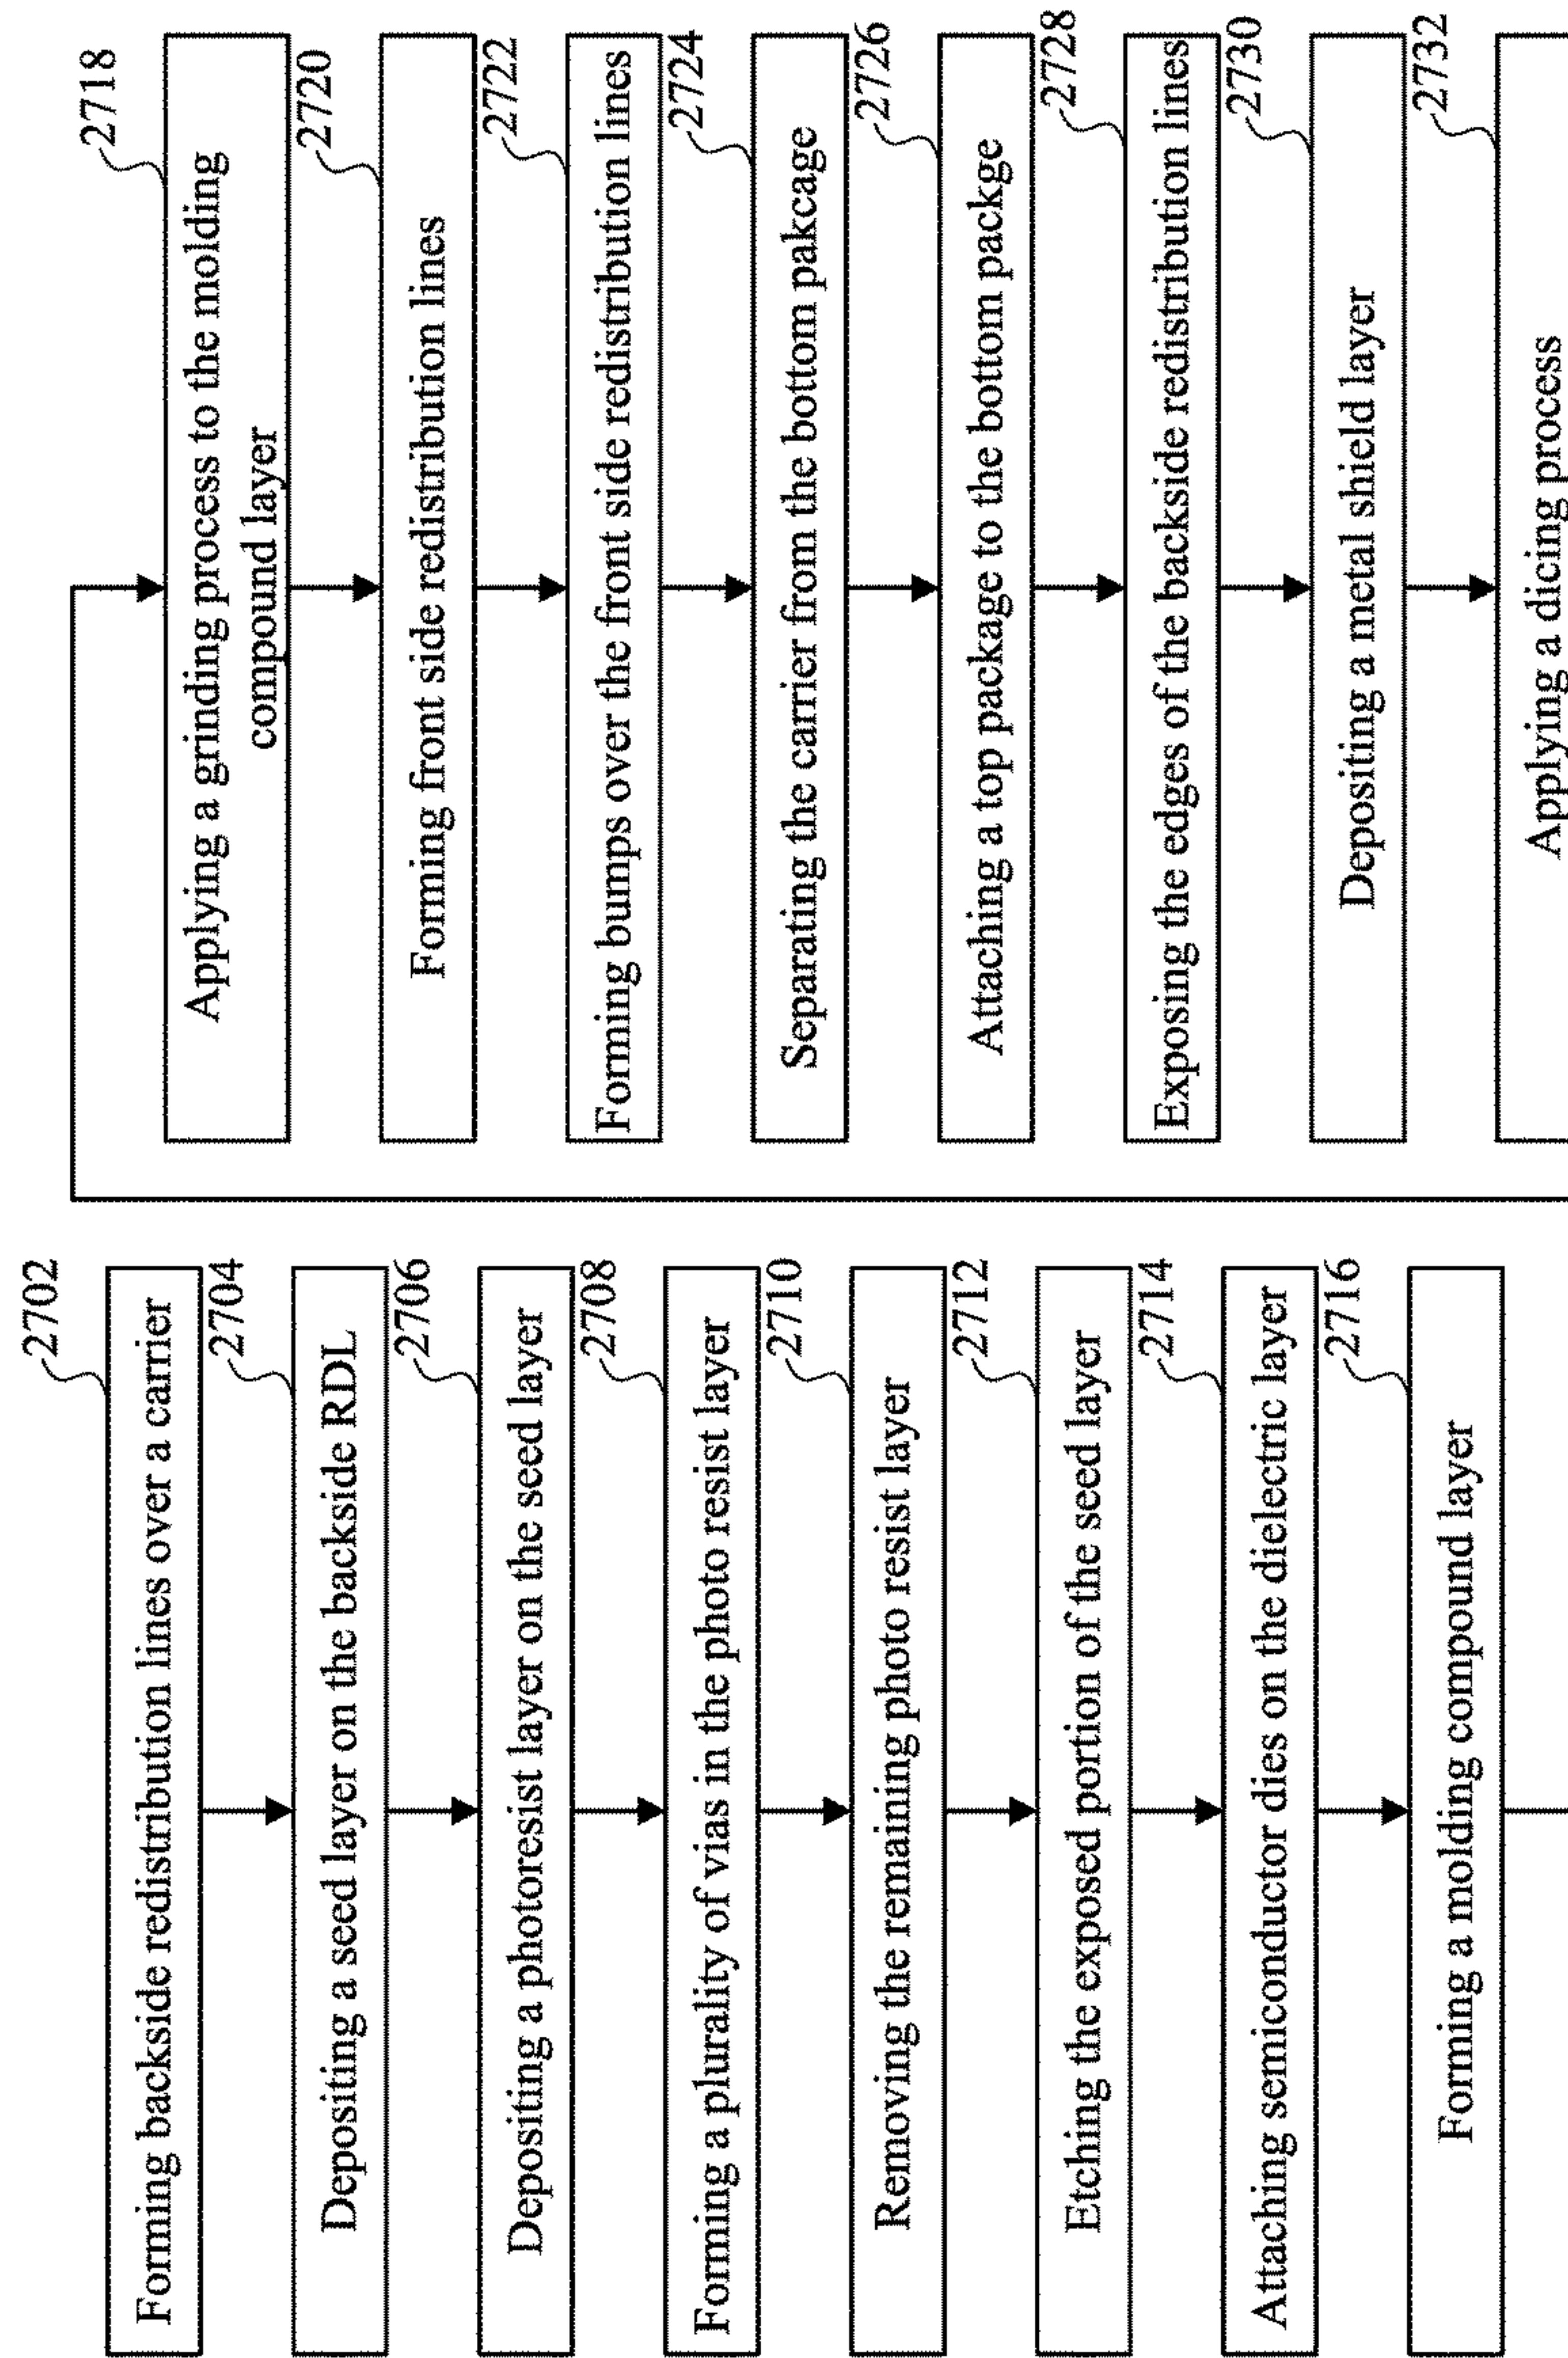 2702
Forming backside redistribution lines over a carrier
2704
Depositing a seed layer on the backside RDL
2706
Depositing a photoresist layer on the seed layer
2708
Forming a plurality of vias in the photo resist layer
2710
Removing the remaining photo resist layer
2712
Etching the exposed portion of the seed layer
2714
Attaching semiconductor dies on the dielectric layer
2716
Forming a molding compound layer
2718
Applying a grinding process to the molding
compound layer
2720
Forming front side redistribution lines
2722
Forming bumps over the front side redistribution lines
2724
Separating the carrier from the bottom pakcage
2726
Attaching a top package to the bottom packge
2728
Exposing the edges of the backside redistribution lines
2730
Depositing a metal shield layer
2732
Applying a dicing process